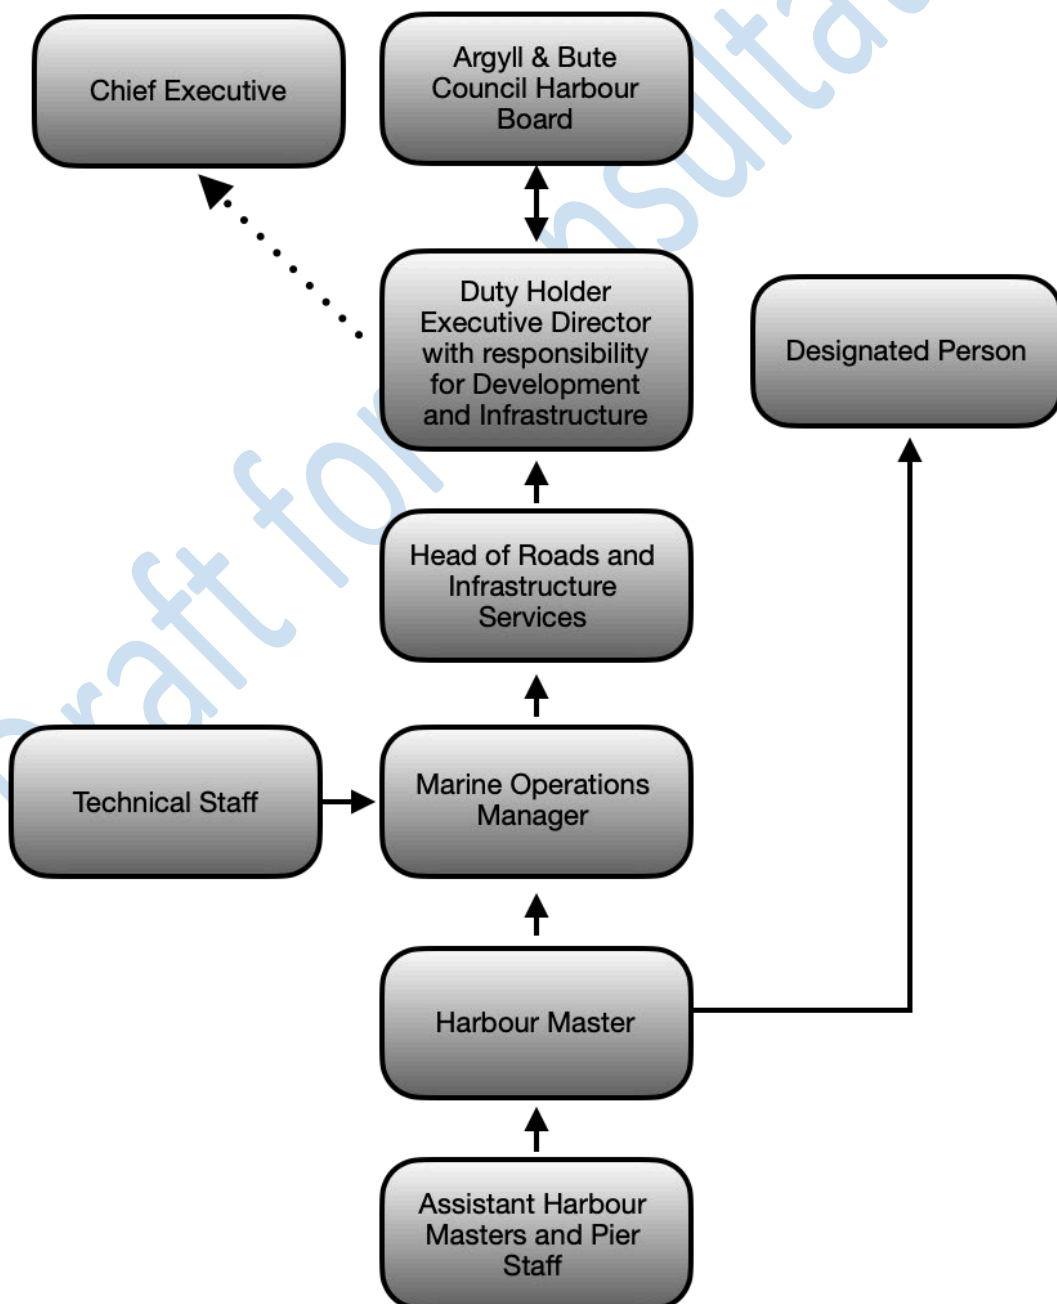 Chief Executive
Argyll & Bute
Council Harbour
Board
Duty Holder
Executive Director
with responsibility
for Development
and Infrastructure
Designated Person
Head of Roads and
Infrastructure
Services
Technical Staff
Marine Operations
Manager
Harbour Master
Assistant Harbour
Masters and Pier
Staff
Draft for